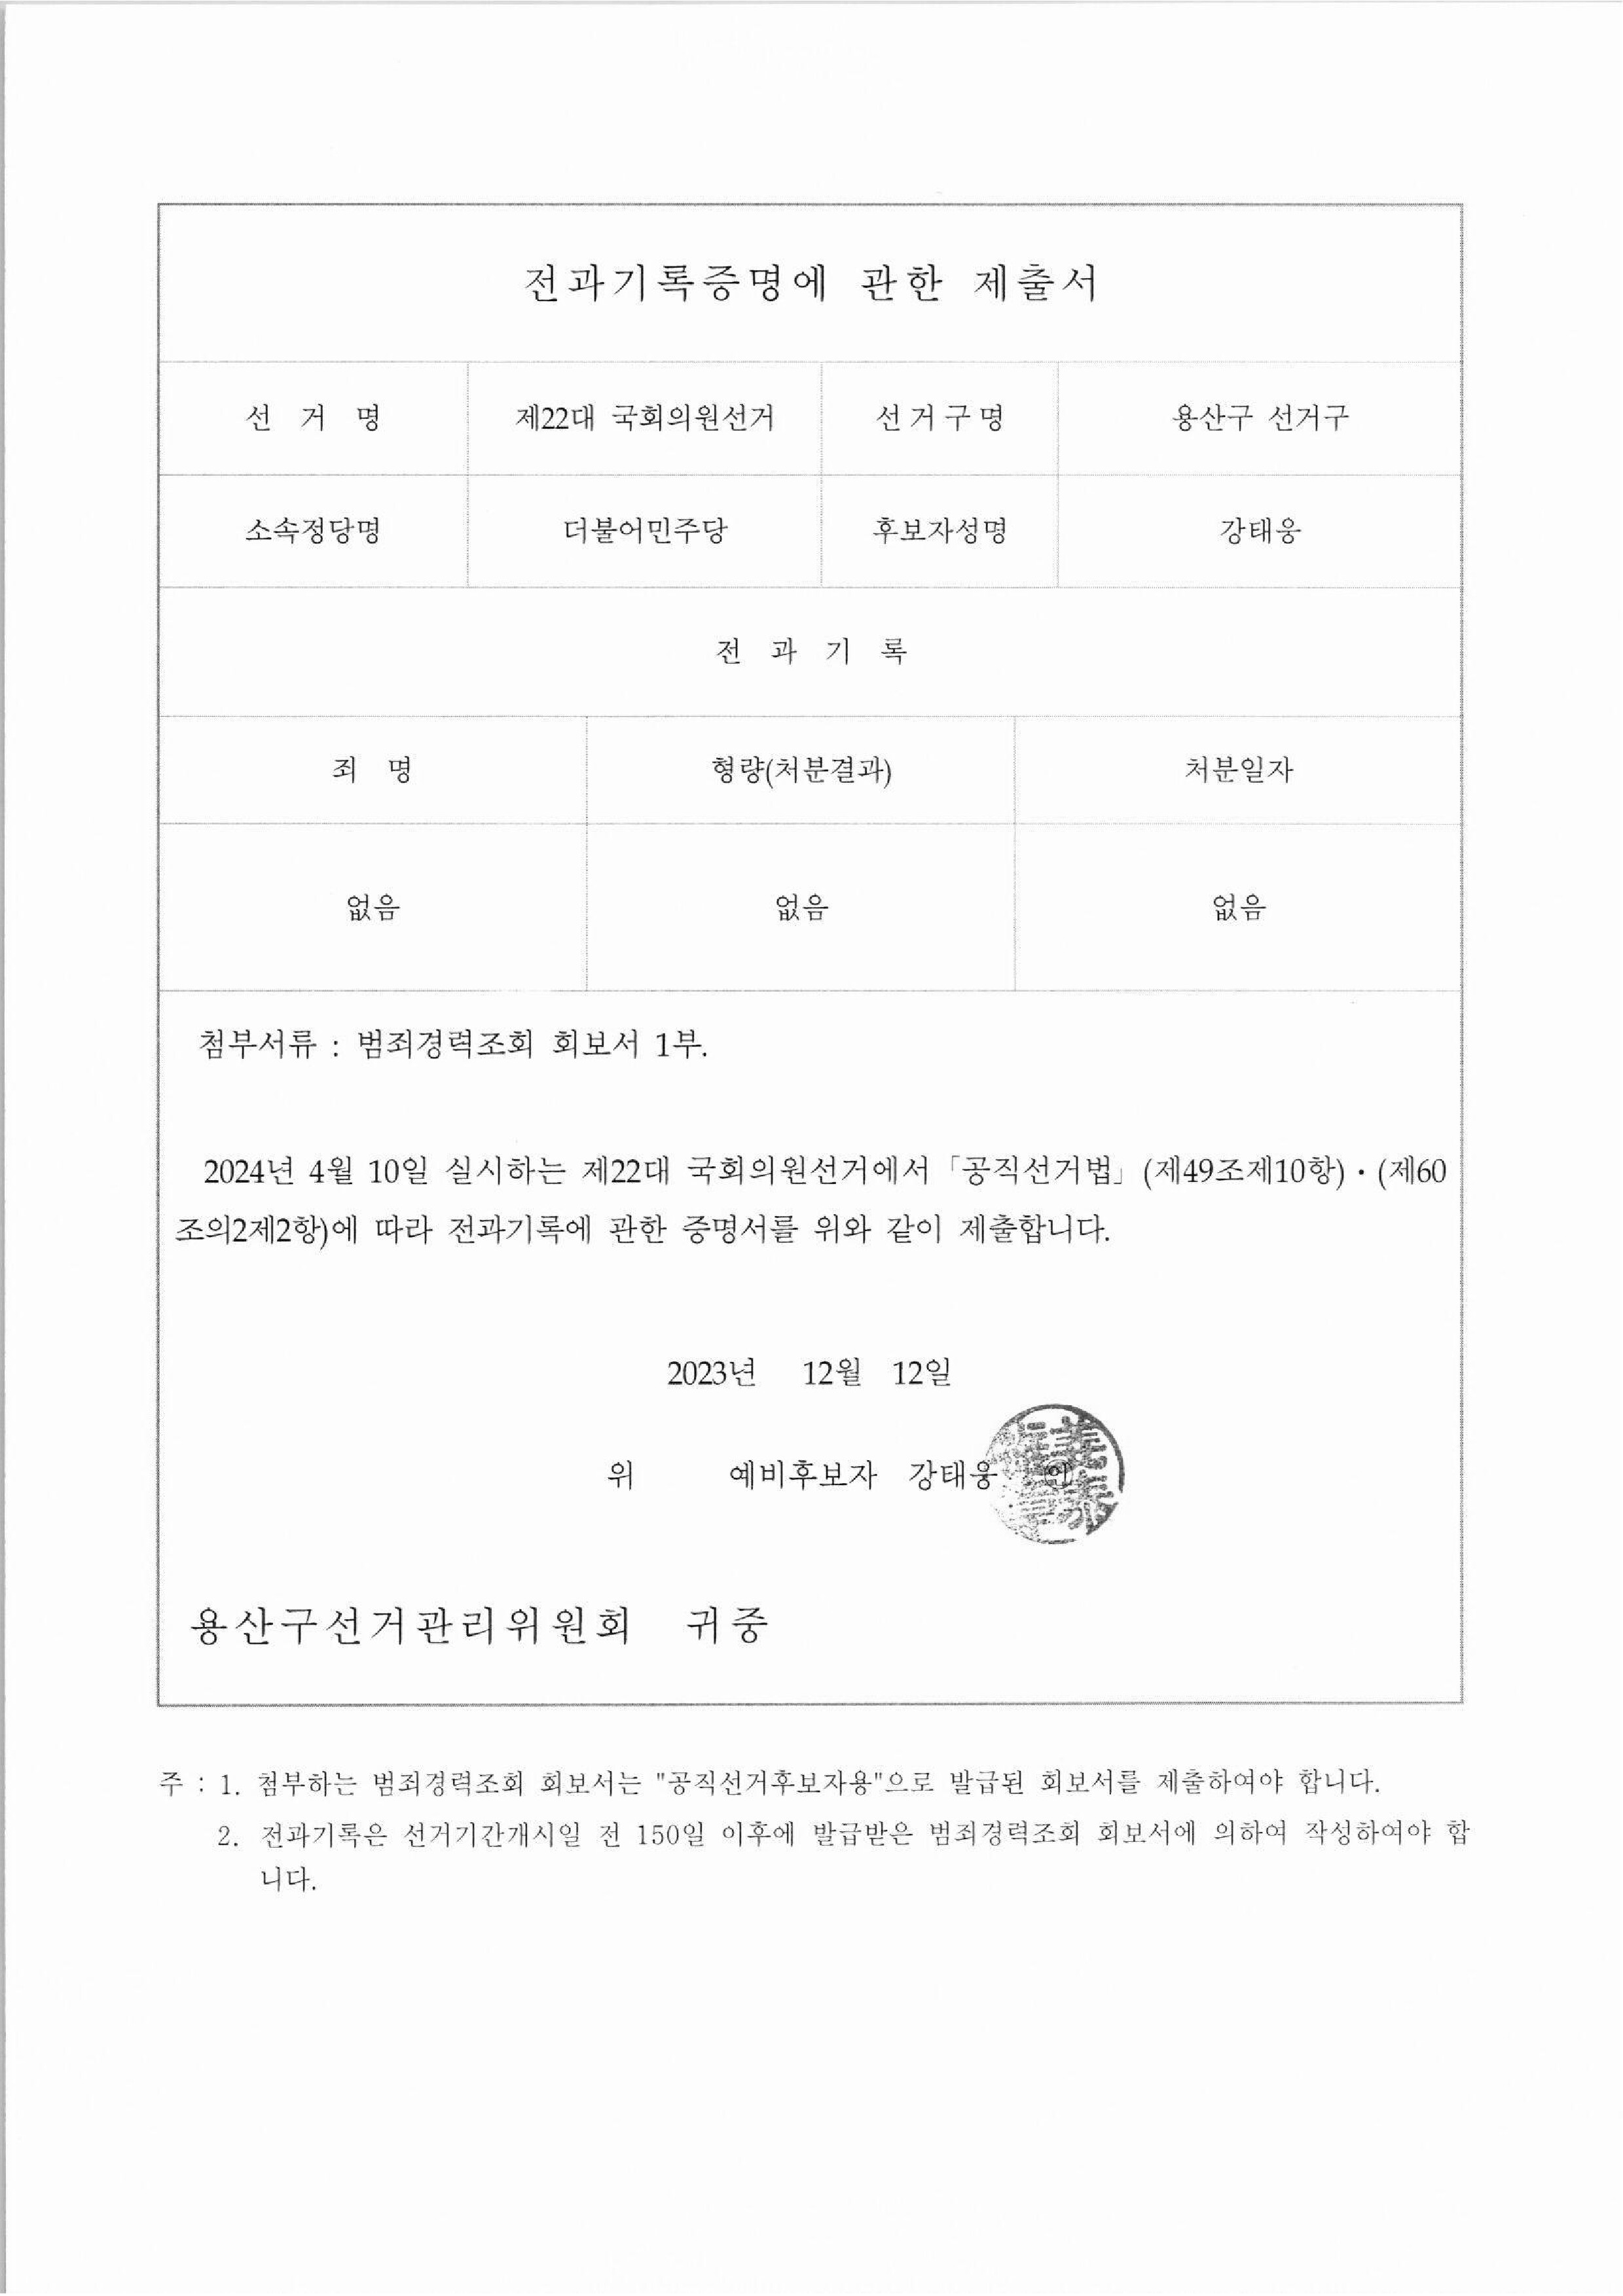 전과기록증명에 관한 제출서
선 거 명 제22대 국회의원선거 선거구명 용산구 선거구
소속정당명 더불어민주당 후보자성명 강태웅
전 과 기 록
죄 명 형량(처분결과) 처분일자
없음 없음 없음
첨부서류 : 범죄경력조회 회보서 1부.
2024년 4월 10일 실시하는 제22대 국회의원선거에서 「공직선거법」 (제49조제10항)·(제60
조의2제2항)에 따라 전과기록에 관한 증명서를 위와 같이 제출합니다.
2023년 12월 12일
위 예비후보자 강태웅
용산구선거관리위원회 귀중
주 : 1. 첨부하는 범죄경력조회 회보서는 "공직선거후보자용"으로 발급된 회보서를 제출하여야 합니다.
2. 전과기록은 선거기간개시일 전 150일 이후에 발급받은 범죄경력조회 회보서에 의하여 작성하여야 합
니다.